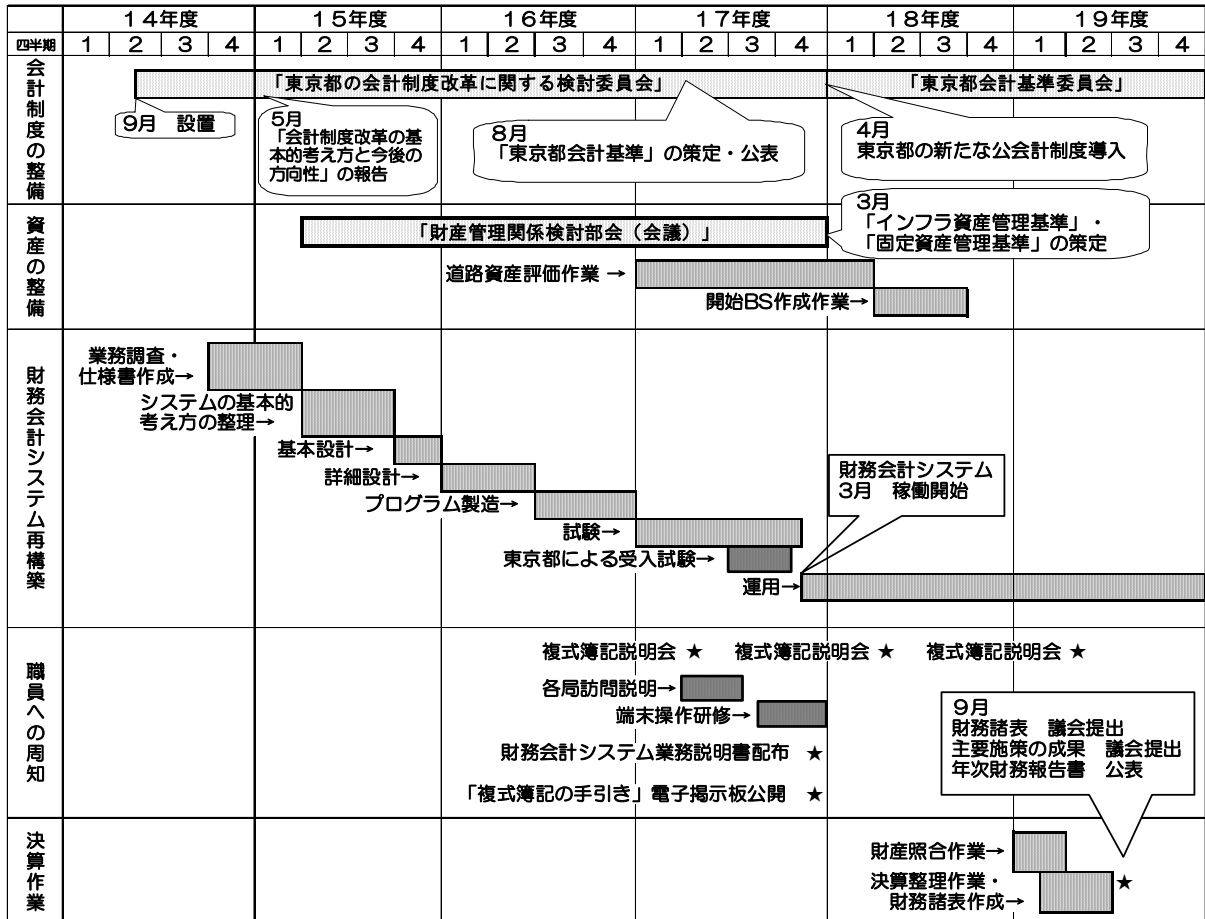 １４年度 １５年度 １６年度 １７年度 １８年度 １９年度
四半期 1 2 3 4 1 2 3 4 1 2 3 4 1 2 3 4 1 2 3 4 1 2 3 4
会計制度の整備
「東京都の会計制度改革に関する検討委員会」
「東京都会計基準委員会」
9月　設置
5月
「会計制度改革の基
本的考え方と今後の
方向性」の報告
8月
「東京都会計基準」の策定・公表
4月
東京都の新たな公会計制度導入
資産の整備
「財産管理関係検討部会（会議）」
3月
「インフラ資産管理基準」・
「固定資産管理基準」の策定
道路資産評価作業→
開始BS作成作業→
財務会計システム再構築
業務調査・
仕様書作成→
システムの基本的
考え方の整理→
基本設計→
詳細設計→
プログラム製造→
試験→
東京都による受入試験→
運用→
財務会計システム
3月　稼働開始
職員への周知
複式簿記説明会 ★ 複式簿記説明会 ★ 複式簿記説明会 ★
各局訪問説明→
端末操作研修→
財務会計システム業務説明書配布 ★
「複式簿記の手引き」電子掲示板公開 ★
9月
財務諸表　議会提出
主要施策の成果　議会提出
年次財務報告書　公表
決算作業
財産照合作業→
決算整理作業・
財務諸表作成→
★